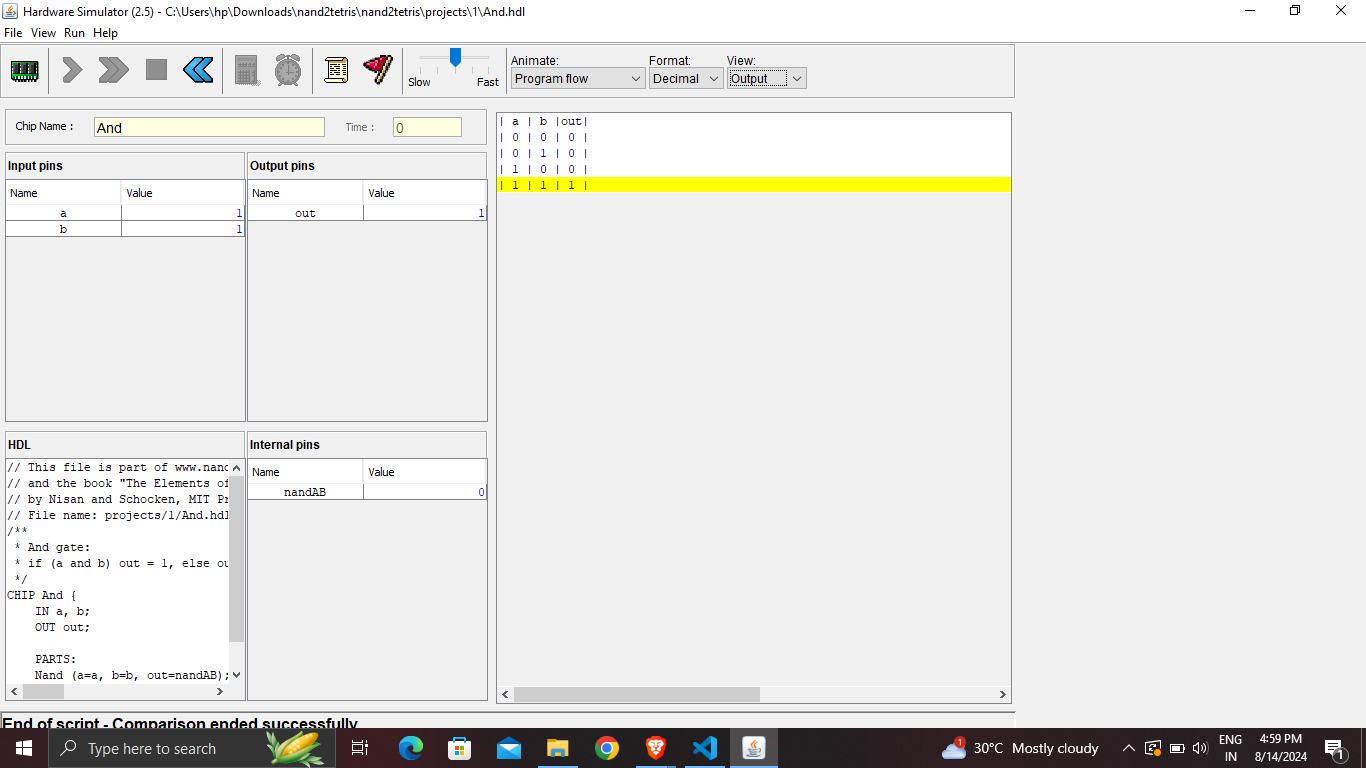 Hardware Simulator (2.5) - C:\Users\hp\Downloads\nand2tetris\nand2tetris\projects\1\And.hdl
File View Run Help
Animate: Format: View:
Slow Fast Program flow Decimal Output
Chip Name : And Time : 0
Input pins
Name Value
a 1
b 1
Output pins
Name Value
out 1
| a | b |out|
| 0 | 0 | 0 |
| 0 | 1 | 0 |
| 1 | 0 | 0 |
| 1 | 1 | 1 |
HDL
// This file is part of www.nand
// and the book "The Elements of
// by Nisan and Schocken, MIT Pr
// File name: projects/1/And.hdl
/**
* And gate:
* if (a and b) out = 1, else ou
*/
CHIP And {
IN a, b;
OUT out;
PARTS:
Nand (a=a, b=b, out=nandAB);
Internal pins
Name Value
nandAB 0
End of script - Comparison ended successfully
Type here to search
1
30°C Mostly cloudy
ENG
IN
4:59 PM
8/14/2024
1